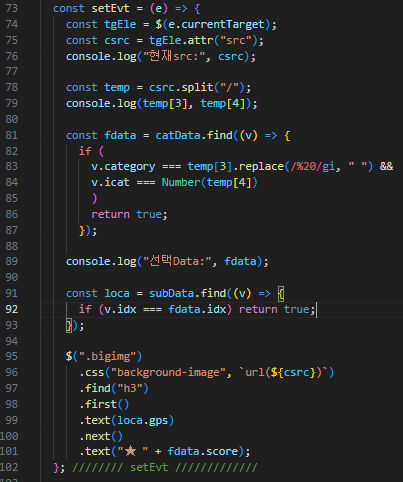 73 const setEvt = (e) => {
74 const tgEle = $(e.currentTarget);
75 const csrc = tgEle.attr("src");
76 console.log("현재src:", csrc);
77
78 const temp = csrc.split("/");
79 console.log(temp[3], temp[4]);
80
81 const fdata = catData.find((v) => {
82 if (
83 v.category === temp[3].replace(/%20/gi, " ") &&
84 v.icat === Number(temp[4])
85 )
86 return true;
87 });
88
89 console.log("선택Data:", fdata);
90
91 const loca = subData.find((v) => {
92 if (v.idx === fdata.idx) return true;
93 });
94
95 $(".bigimg")
96 .css("background-image", `url(${csrc})`)
97 .find("h3")
98 .first()
99 .text(loca.gps)
100 .next()
101 .text("★ " + fdata.score);
102 }; //////// setEvt /////////////